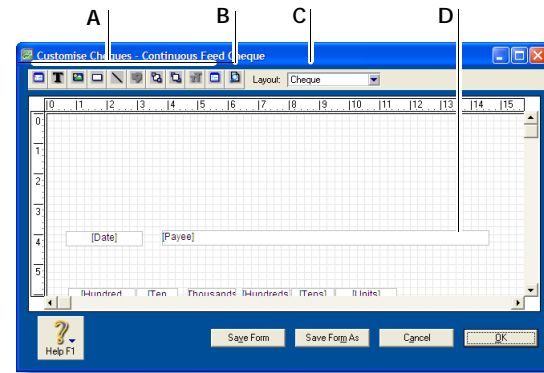 A B C D
Customise Cheques - Continuous Feed Cheque
T Layout: Cheque
0 1 2 3 4 5 6 7 8 9 10 11 12 13 14 15
0
1
2
3
4 [Date] [Payee]
5
[Hundred [Ten Thousands [Hundreds] [Tens] [Units]
Help F1 Save Form Save Form As Cancel OK